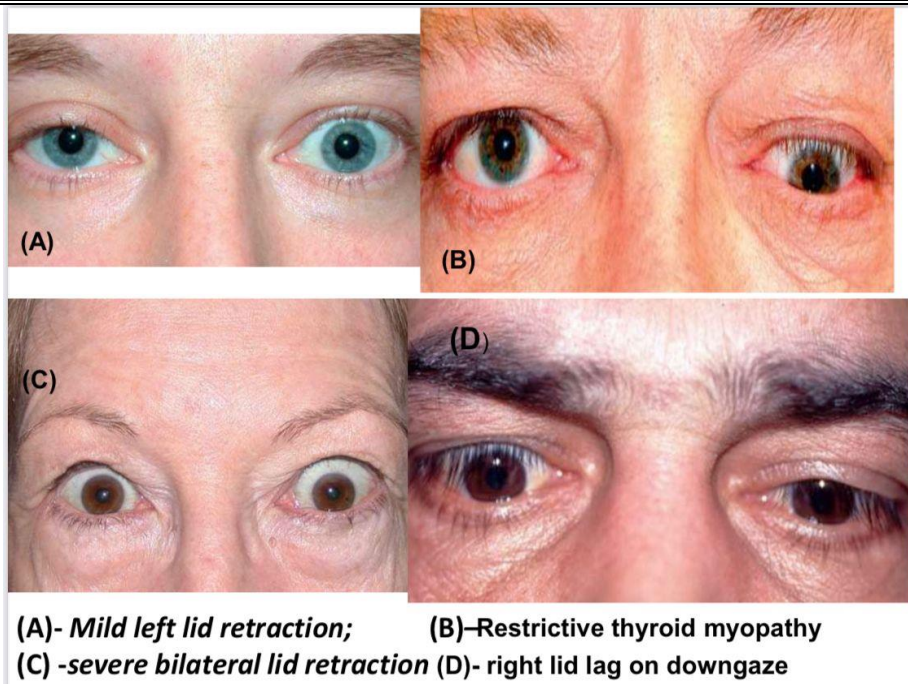 (A)
(B)
(C)
(D)
(A)- Mild left lid retraction; (B)–Restrictive thyroid myopathy
(C) -severe bilateral lid retraction (D)- right lid lag on downgaze